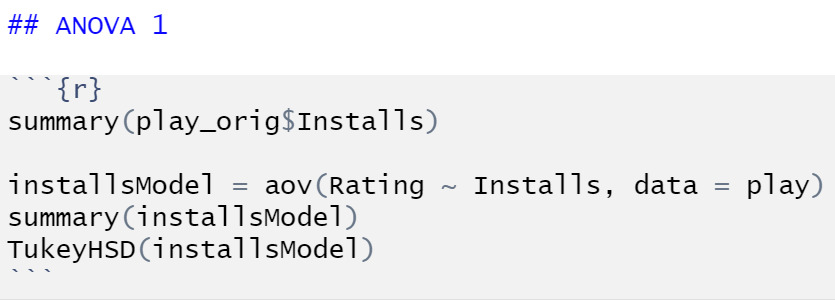 ## ANOVA 1
```{r}
summary(play_orig$Installs)
installsModel = aov(Rating ~ Installs, data = play)
summary(installsModel)
TukeyHSD(installsModel)
```